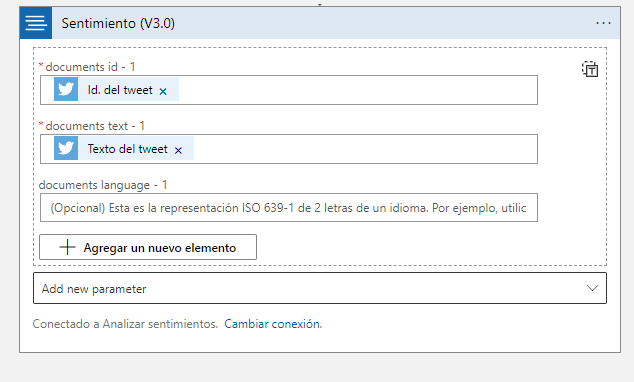 Sentimiento (V3.0)
* documents id - 1
Id. del tweet ×
* documents text - 1
Texto del tweet ×
documents language - 1
(Opcional) Esta es la representación ISO 639-1 de 2 letras de un idioma. Por ejemplo, utilic
Agregar un nuevo elemento
Add new parameter
Conectado a Analizar sentimientos. Cambiar conexión.